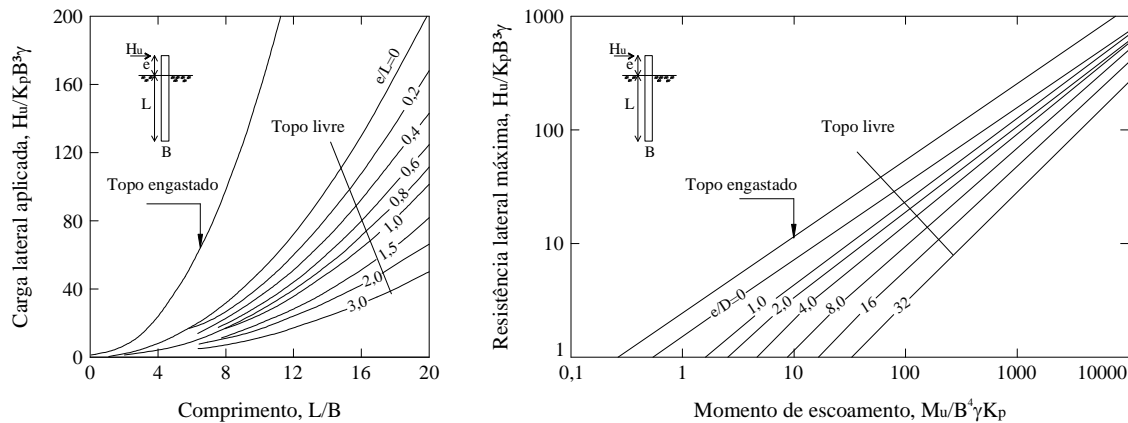 Carga lateral aplicada, Hu/KpB³γ
200
160
120
80
40
0
Hu
e
L
B
Topo engastado
e/L=0
0,2
0,4
0,6
0,8
1,0
1,5
2,0
3,0
Topo livre
0 4 8 12 16 20
Comprimento, L/B
Resistência lateral máxima, Hu/KpB³γ
1000
100
10
1
Hu
e
L
B
Topo engastado
Topo livre
e/D=0
1,0
2,0
4,0
8,0
16
32
0,1 1 10 100 1000 10000
Momento de escoamento, Mu/B⁴γKp